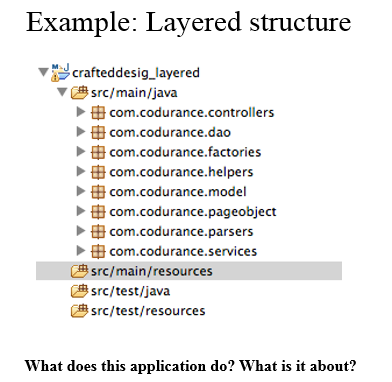 Example: Layered structure
crafteddesig_layered
src/main/java
com.codurance.controllers
com.codurance.dao
com.codurance.factories
com.codurance.helpers
com.codurance.model
com.codurance.pageobject
com.codurance.parsers
com.codurance.services
src/main/resources
src/test/java
src/test/resources
What does this application do? What is it about?